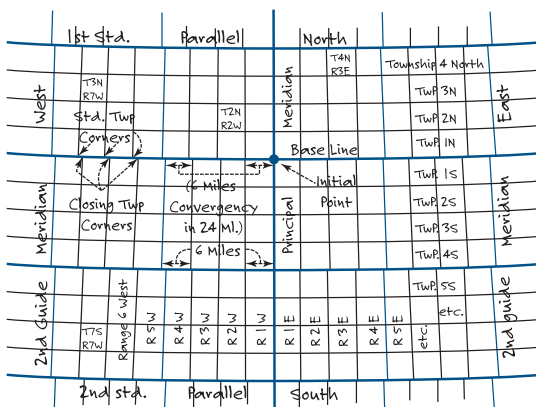 1st Std. Parallel North
T4N
R3E
Township 4 North
T3N
R7W
TwP. 3N
West
Std. Twp
Corners
T2N
R2W
Meridian
TwP. 2N
East
TwP. 1N
Base Line
(6 Miles
Convergency
in 24 Ml.)
6 Miles
Initial
Point
TwP. 1S
Closing Twp
Corners
TwP. 2S
Meridian
Principal
TwP. 3S
Meridian
TwP. 4S
TwP. 5S
etc.
2nd Guide
T7S
R7W
Range 6 West
R 5 W
R 4 W
R 3 W
R 2 W
R 1 W
R 1 E
R 2 E
R 3 E
R 4 E
R 5 E
etc.
2nd guide
2nd std. Parallel South